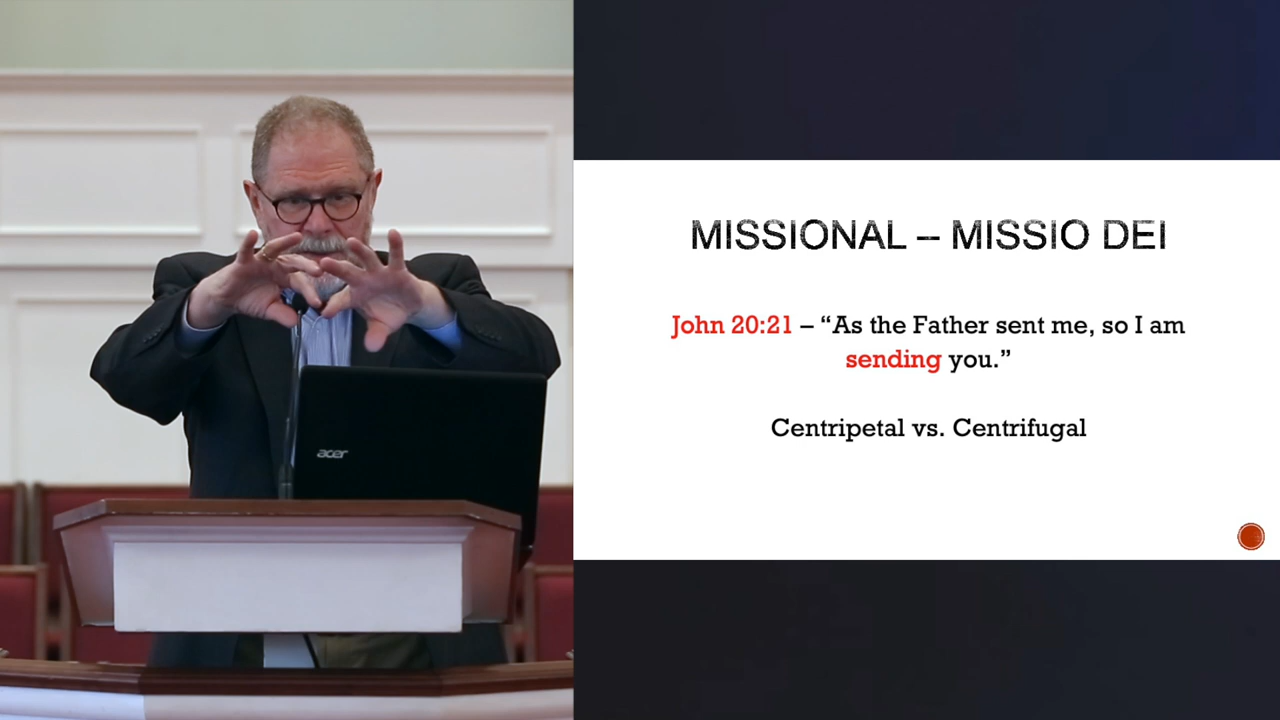 acer
MISSIONAL – MISSIO DEI
John 20:21 – “As the Father sent me, so I am
sending you.”
Centripetal vs. Centrifugal